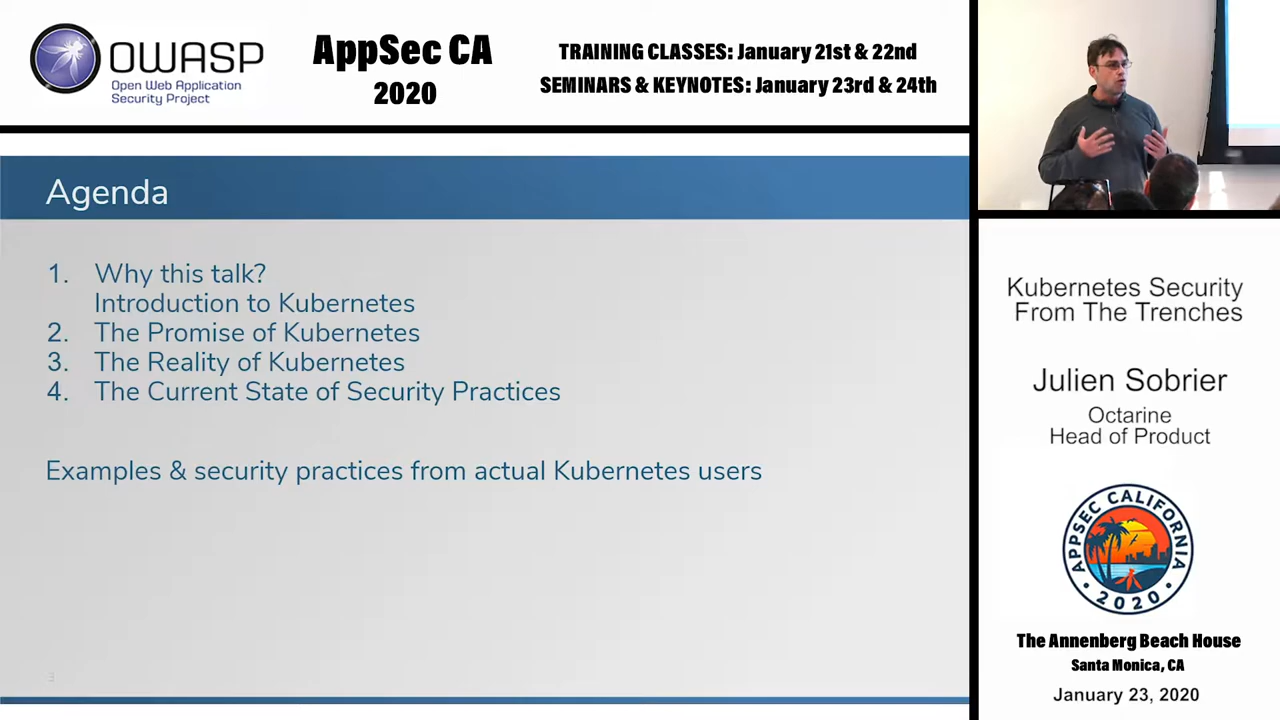 OWASP
Open Web Application
Security Project
AppSec CA
2020
TRAINING CLASSES: January 21st & 22nd
SEMINARS & KEYNOTES: January 23rd & 24th
Agenda
1. Why this talk?
Introduction to Kubernetes
2. The Promise of Kubernetes
3. The Reality of Kubernetes
4. The Current State of Security Practices
Examples & security practices from actual Kubernetes users
3
Kubernetes Security
From The Trenches
Julien Sobrier
Octarine
Head of Product
APPSEC CALIFORNIA
• 2020 •
The Annenberg Beach House
Santa Monica, CA
January 23, 2020